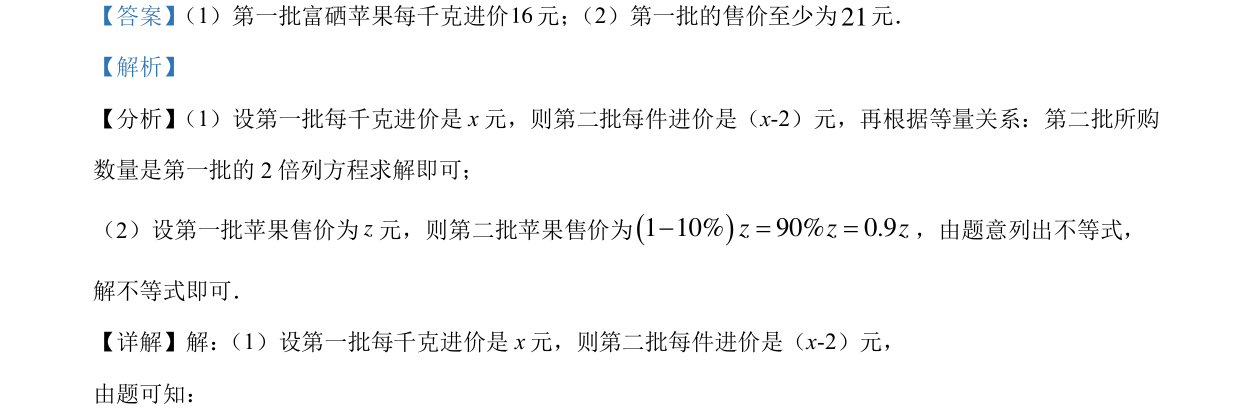 【答案】（1）第一批富硒苹果每千克进价16元；（2）第一批的售价至少为21元．
【解析】
【分析】（1）设第一批每千克进价是 x 元，则第二批每件进价是（x-2）元，再根据等量关系：第二批所购
数量是第一批的 2 倍列方程求解即可；
（2）设第一批苹果售价为 z 元，则第二批苹果售价为(1−10%)z＝90%z＝0.9z，由题意列出不等式，
解不等式即可．
【详解】解：（1）设第一批每千克进价是 x 元，则第二批每件进价是（x-2）元，
由题可知：